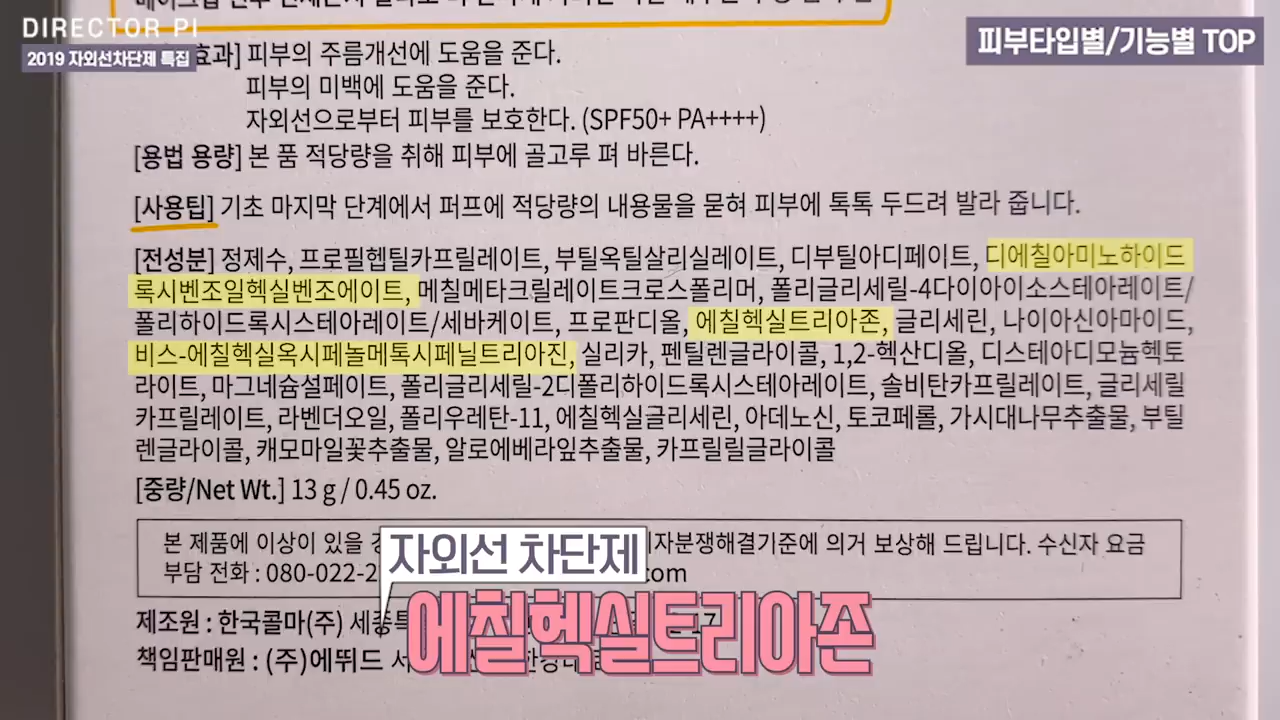 DIRECTOR PI
2019 자외선차단제 특집
피부타입별/기능별 TOP
효과] 피부의 주름개선에 도움을 준다.
피부의 미백에 도움을 준다.
자외선으로부터 피부를 보호한다. (SPF50+ PA++++)
[용법 용량] 본 품 적당량을 취해 피부에 골고루 펴 바른다.
[사용팁] 기초 마지막 단계에서 퍼프에 적당량의 내용물을 묻혀 피부에 톡톡 두드려 발라 줍니다.
[전성분] 정제수, 프로필헵틸카프릴레이트, 부틸옥틸살리실레이트, 디부틸아디페이트, 디에칠아미노하이드
록시벤조일헥실벤조에이트, 메칠메타크릴레이트크로스폴리머, 폴리글리세릴-4다이아이소스테아레이트/
폴리하이드록시스테아레이트/세바케이트, 프로판디올, 에칠헥실트리아존, 글리세린, 나이아신아마이드,
비스-에칠헥실옥시페놀메톡시페닐트리아진, 실리카, 펜틸렌글라이콜, 1,2-헥산디올, 디스테아디모늄헥토
라이트, 마그네슘설페이트, 폴리글리세릴-2디폴리하이드록시스테아레이트, 솔비탄카프릴레이트, 글리세릴
카프릴레이트, 라벤더오일, 폴리우레탄-11, 에칠헥실글리세린, 아데노신, 토코페롤, 가시대나무추출물, 부틸
렌글라이콜, 캐모마일꽃추출물, 알로에베라잎추출물, 카프릴릴글라이콜
[중량/Net Wt.] 13 g / 0.45 oz.
본 제품에 이상이 있을 자분쟁해결기준에 의거 보상해 드립니다. 수신자 요금
부담 전화 : 080-022-2 com
자외선 차단제
제조원 : 한국콜마(주) 세종특 17
에칠헥실트리아존
책임판매원 : (주)에뛰드 서